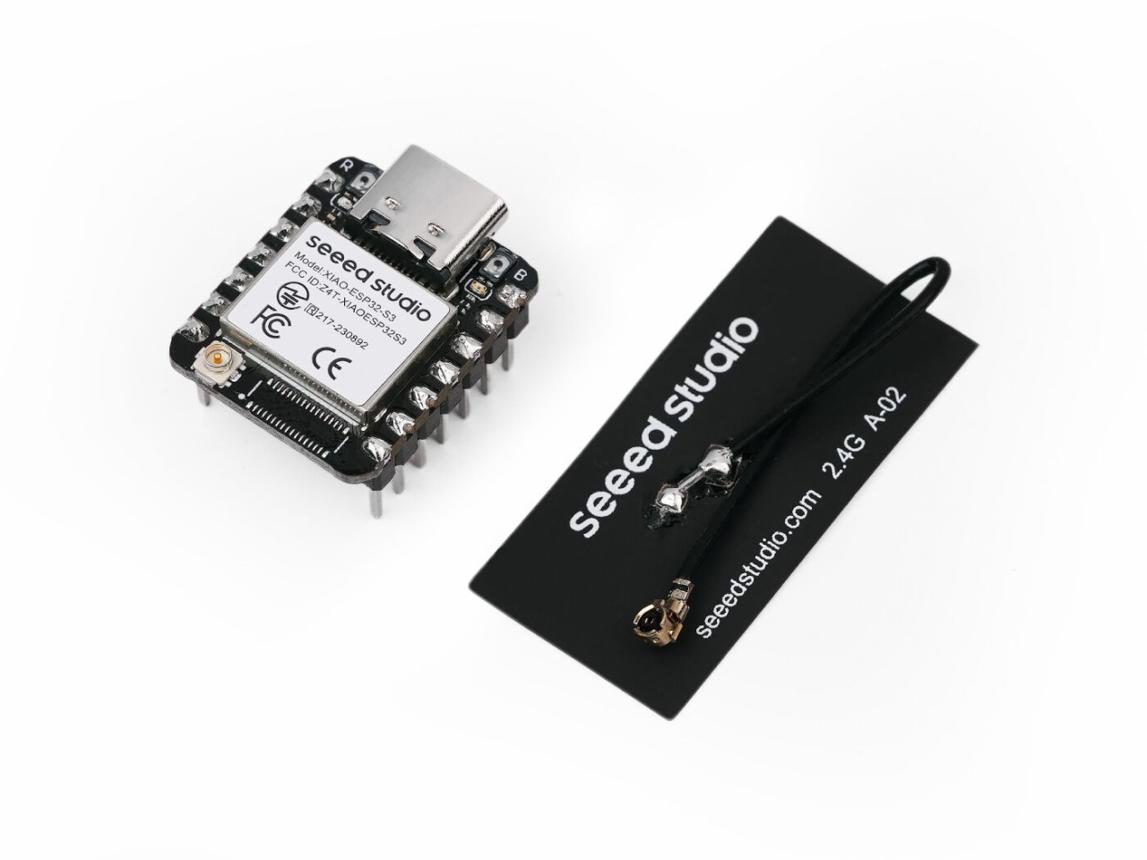 R
B
seeed studio
Model:XIAO-ESP32-S3
FCC ID:Z4T-XIAOESP32S3
R 217-230892
FC CE
seeed studio
seeedstudio.com 2.4G A-02